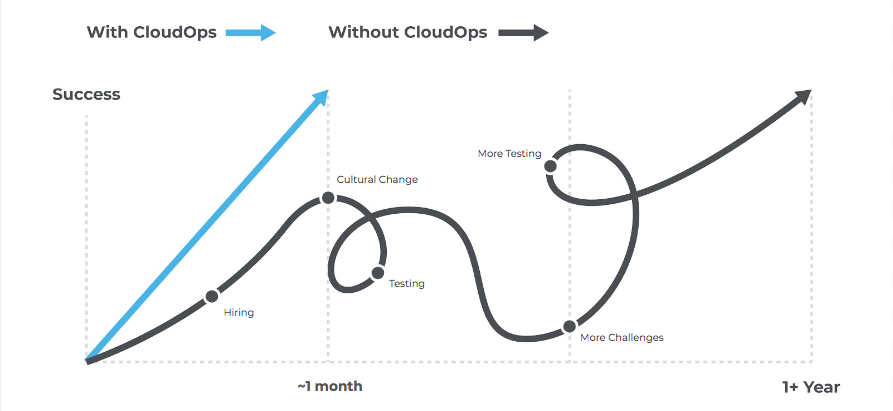 With CloudOps
Without CloudOps
Success
More Testing
Cultural Change
Testing
Hiring
More Challenges
~1 month
1+ Year